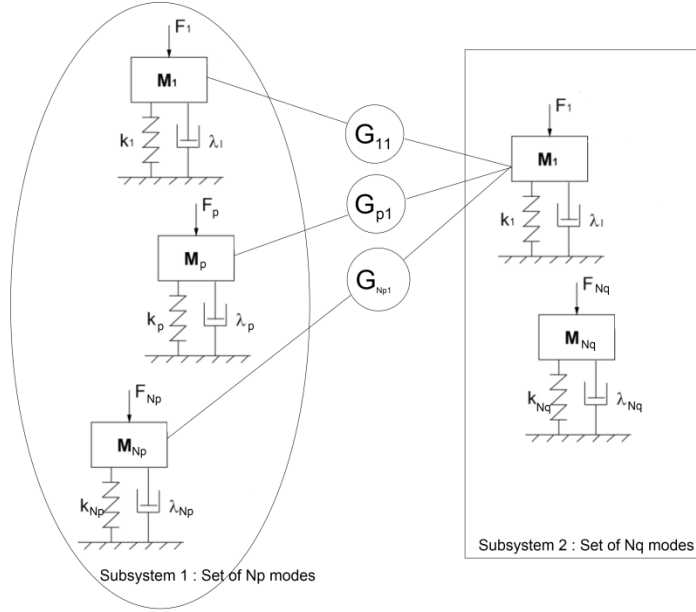 F1
M1
k1
λ1
Fp
Mp
kp
λp
FNp
MNp
kNp
λNp
Subsystem 1 : Set of Np modes
G11
Gp1
GNp1
F1
M1
k1
λ1
FNq
MNq
kNq
λNq
Subsystem 2 : Set of Nq modes